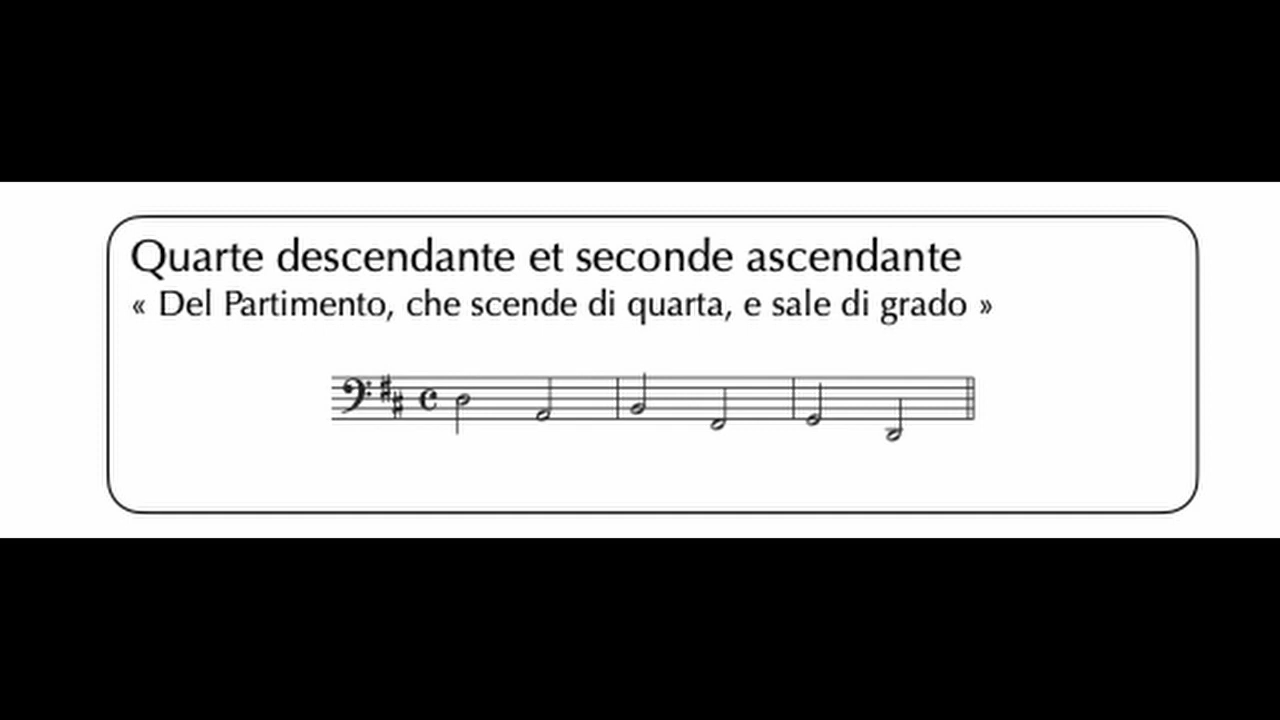 Quarte descendante et seconde ascendante
« Del Partimento, che scende di quarta, e sale di grado »